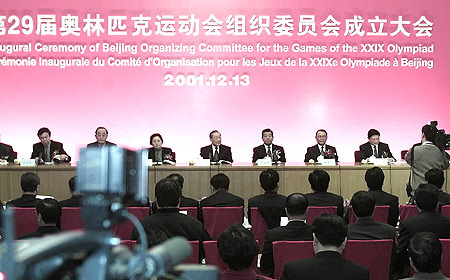 第29届奥林匹克运动会组织委员会成立大会
augural Ceremony of Beijing Organizing Committee for the Games of the XXIX Olympiad
érémonie Inaugurale du Comité d'Organisation pour les Jeux de la XXIXe Olympiade à Beijing
2001.12.13